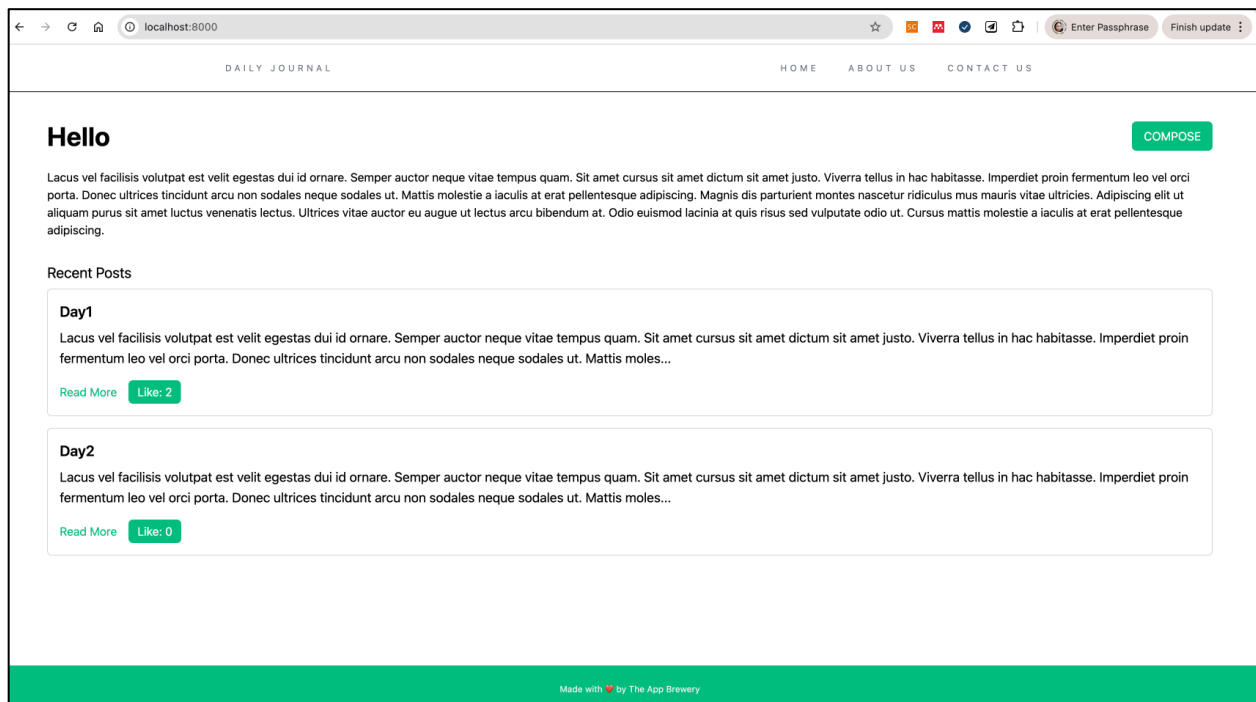 localhost:8000
SC
Enter Passphrase
Finish update
DAILY JOURNAL
HOME ABOUT US CONTACT US
Hello
COMPOSE
Lacus vel facilisis volutpat est velit egestas dui id ornare. Semper auctor neque vitae tempus quam. Sit amet cursus sit amet dictum sit amet justo. Viverra tellus in hac habitasse. Imperdiet proin fermentum leo vel orci
porta. Donec ultrices tincidunt arcu non sodales neque sodales ut. Mattis molestie a iaculis at erat pellentesque adipiscing. Magnis dis parturient montes nascetur ridiculus mus mauris vitae ultricies. Adipiscing elit ut
aliquam purus sit amet luctus venenatis lectus. Ultrices vitae auctor eu augue ut lectus arcu bibendum at. Odio euismod lacinia at quis risus sed vulputate odio ut. Cursus mattis molestie a iaculis at erat pellentesque
adipiscing.
Recent Posts
Day1
Lacus vel facilisis volutpat est velit egestas dui id ornare. Semper auctor neque vitae tempus quam. Sit amet cursus sit amet dictum sit amet justo. Viverra tellus in hac habitasse. Imperdiet proin
fermentum leo vel orci porta. Donec ultrices tincidunt arcu non sodales neque sodales ut. Mattis moles...
Read More Like: 2
Day2
Lacus vel facilisis volutpat est velit egestas dui id ornare. Semper auctor neque vitae tempus quam. Sit amet cursus sit amet dictum sit amet justo. Viverra tellus in hac habitasse. Imperdiet proin
fermentum leo vel orci porta. Donec ultrices tincidunt arcu non sodales neque sodales ut. Mattis moles...
Read More Like: 0
Made with ❤️ by The App Brewery